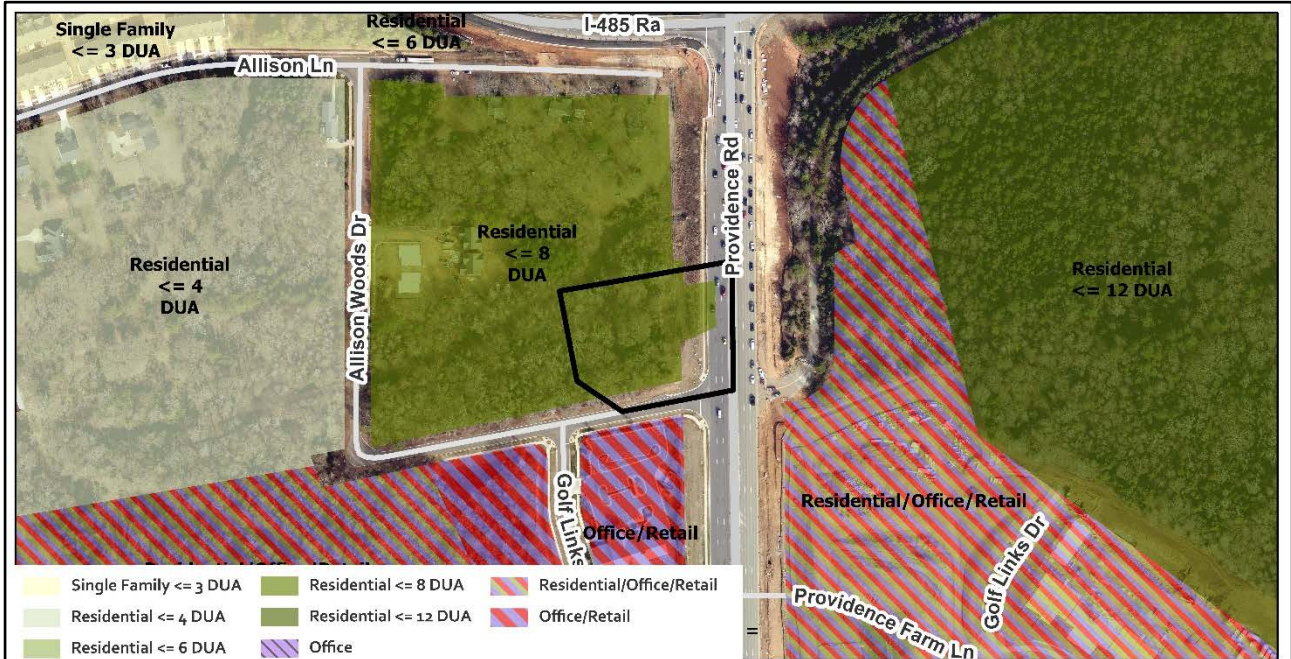 Single Family
<= 3 DUA
Residential
<= 6 DUA
I-485 Ra
Allison Ln
Providence Rd
Allison Woods Dr
Residential
<= 8
DUA
Residential
<= 4
DUA
Residential
<= 12 DUA
Golf Links
Office/Retail
Residential/Office/Retail
Golf Links Dr
Residential/Office/Retail
Providence Farm Ln
=
Single Family <= 3 DUA
Residential <= 4 DUA
Residential <= 6 DUA
Residential <= 8 DUA
Residential <= 12 DUA
Office
Residential/Office/Retail
Office/Retail